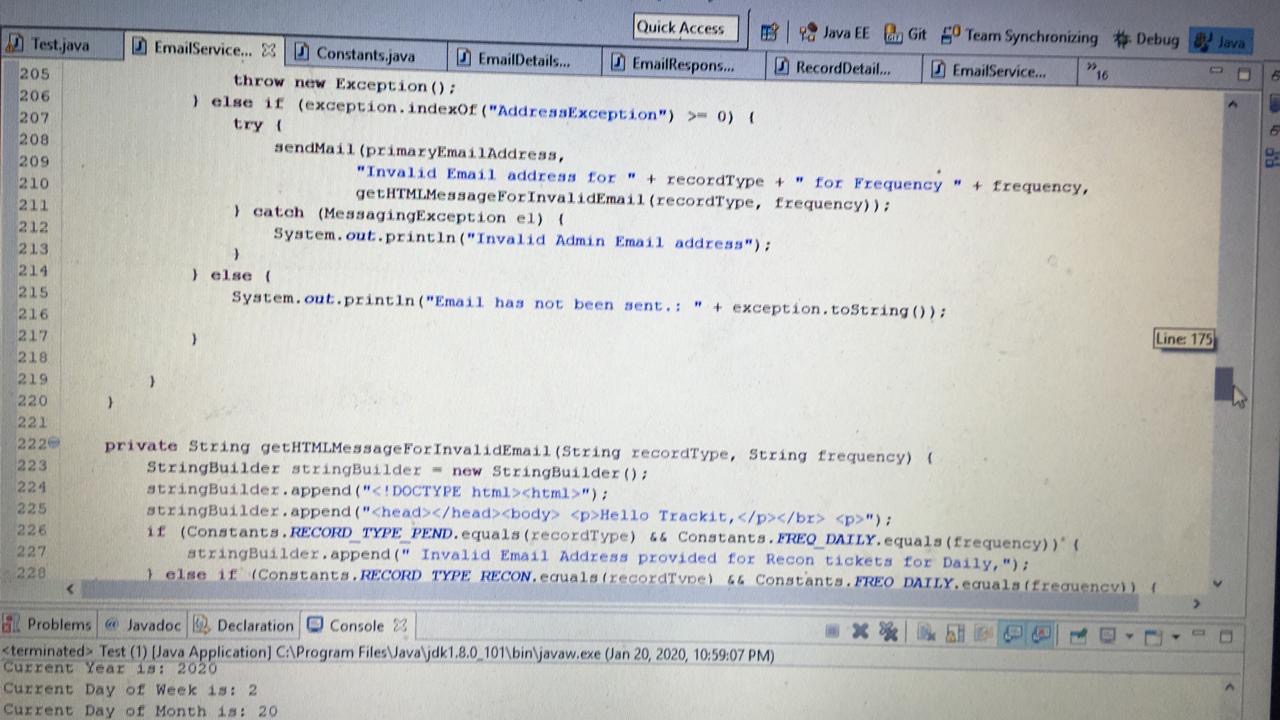 Quick Access
Java EE
Git
Team Synchronizing
Debug
Java
Test.java
EmailService...
Constants.java
EmailDetails...
EmailRespons...
RecordDetail...
EmailService...
»16
205 throw new Exception();
206 } else if (exception.indexOf("AddressException") >= 0) {
207 try {
208 sendMail(primaryEmailAddress,
209 "Invalid Email address for " + recordType + " for Frequency " + frequency,
210 getHTMLMessageForInvalidEmail(recordType, frequency));
211 } catch (MessagingException e1) {
212 System.out.println("Invalid Admin Email address");
213 }
214 } else {
215 System.out.println("Email has not been sent.: " + exception.toString());
216
217 }
218
219 }
220 }
221
222 private String getHTMLMessageForInvalidEmail(String recordType, String frequency) {
223 StringBuilder stringBuilder = new StringBuilder();
224 stringBuilder.append("<!DOCTYPE html><html>");
225 stringBuilder.append("<head></head><body> <p>Hello Trackit,</p></br> <p>");
226 if (Constants.RECORD_TYPE_PEND.equals(recordType) && Constants.FREQ_DAILY.equals(frequency)) {
227 stringBuilder.append(" Invalid Email Address provided for Recon tickets for Daily,");
228 } else if (Constants.RECORD_TYPE_RECON.equals(recordType) && Constants.FREQ_DAILY.equals(frequency)) {
Line: 175
Problems
@ Javadoc
Declaration
Console
<terminated> Test (1) [Java Application] C:\Program Files\Java\jdk1.8.0_101\bin\javaw.exe (Jan 20, 2020, 10:59:07 PM)
Current Year is: 2020
Current Day of Week is: 2
Current Day of Month is: 20